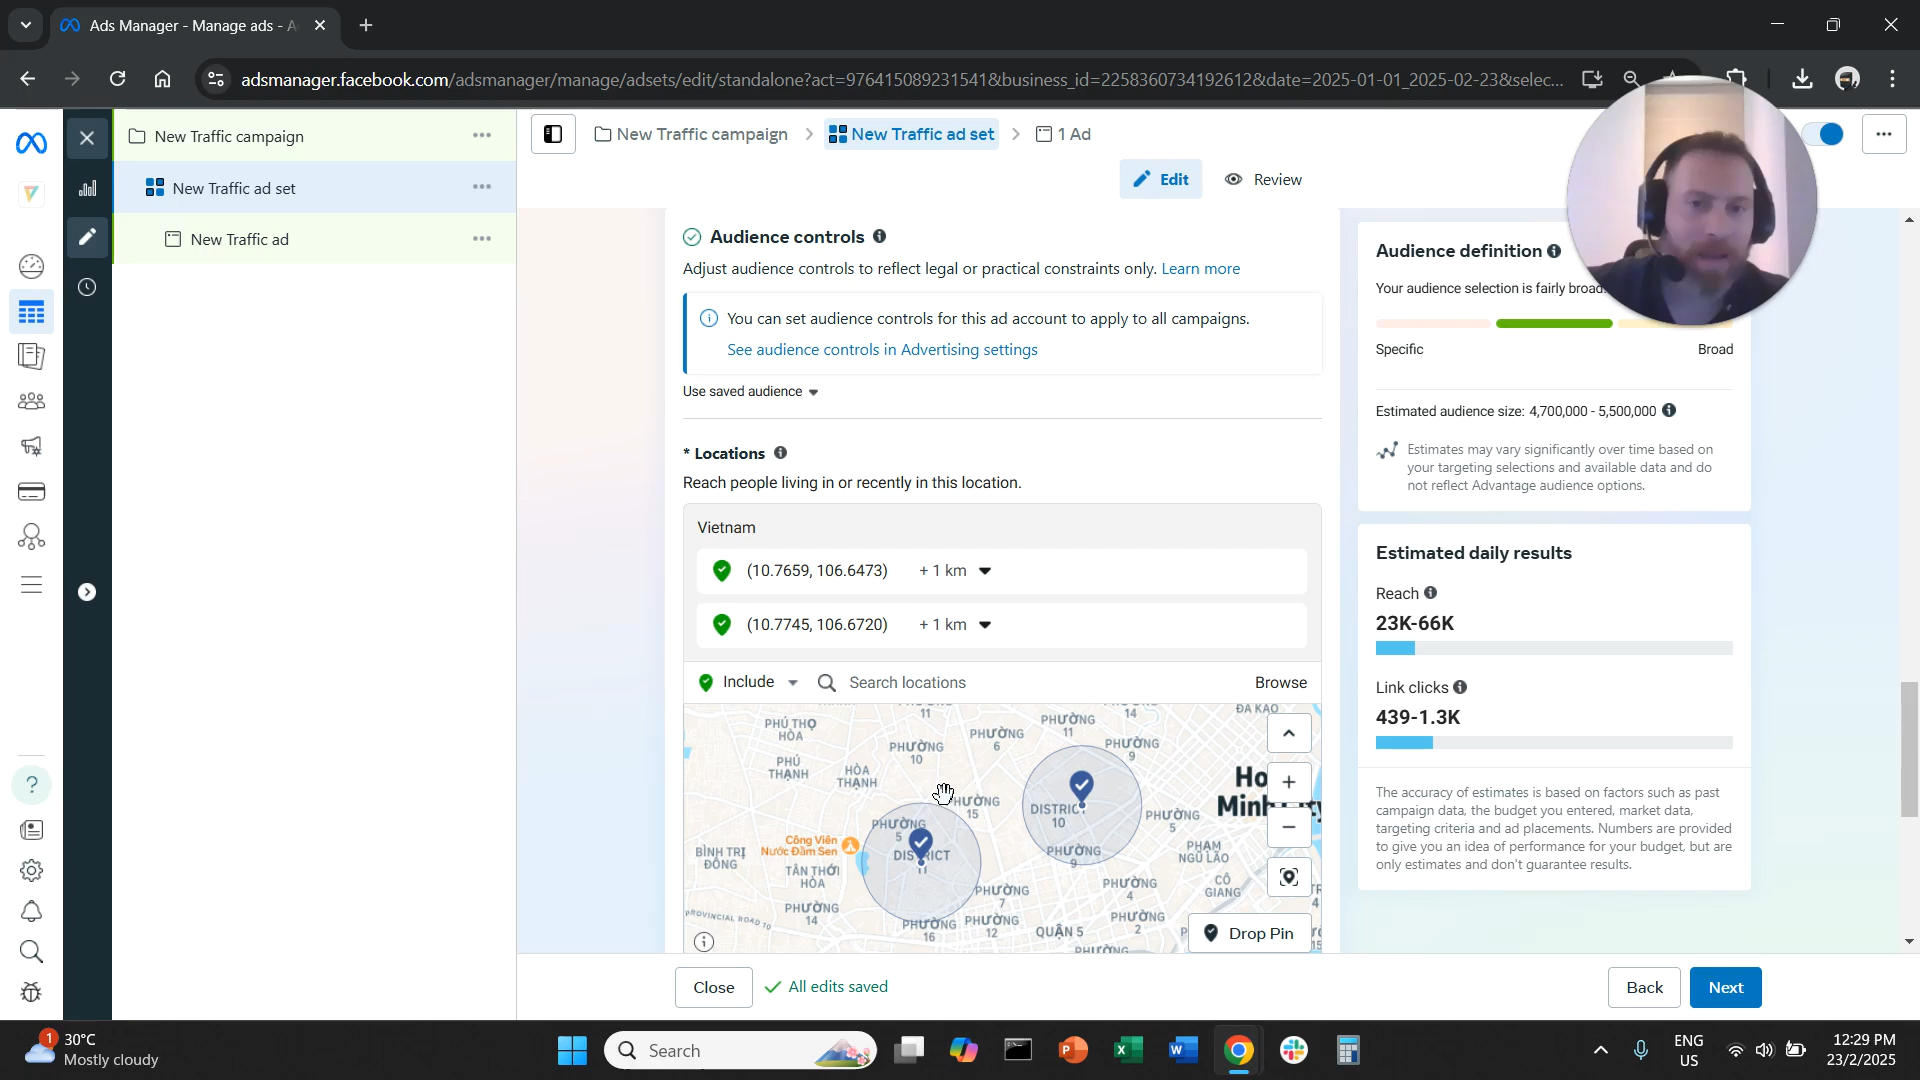 Ads Manager - Manage ads - A
adsmanager.facebook.com/adsmanager/manage/adsets/edit/standalone?act=976415089231541&business_id=2258360734192612&date=2025-01-01_2025-02-23&selec...
New Traffic campaign
New Traffic ad set
New Traffic ad
New Traffic campaign
New Traffic ad set
1 Ad
Edit
Review
Audience controls
Adjust audience controls to reflect legal or practical constraints only. Learn more
You can set audience controls for this ad account to apply to all campaigns.
See audience controls in Advertising settings
Use saved audience
* Locations
Reach people living in or recently in this location.
Vietnam
(10.7659, 106.6473) + 1 km
(10.7745, 106.6720) + 1 km
Include
Search locations
Browse
11
14
ĐA KAO
PHÚ THỌ
HÒA
PHƯỜNG
10
PHƯỜNG
6
PHƯỜNG
11
PHƯỜNG
9
PHÚ
THẠNH
HÒA
THẠNH
PHƯỜNG
15
DISTRICT
10
PHƯỜNG
5
Ho
Minh
PHƯỜNG
5
DISTRICT
11
Công Viên
Nước Đầm Sen
BÌNH TRỊ
ĐÔNG
TÂN THỚI
HÒA
PHƯỜNG
9
PHẠM
NGŨ LÃO
CÔ
GIANG
PHƯỜNG
7
PHƯỜNG
4
PHƯỜNG
14
PROVINCIAL ROAD 10
PHƯỜNG
16
PHƯỜNG
12
QUẬN 5
PHƯỜNG
2
PHƯỜNG
Drop Pin
Audience definition
Your audience selection is fairly broad.
Specific
Broad
Estimated audience size: 4,700,000 - 5,500,000
Estimates may vary significantly over time based on
your targeting selections and available data and do
not reflect Advantage audience options.
Estimated daily results
Reach
23K-66K
Link clicks
439-1.3K
The accuracy of estimates is based on factors such as past
campaign data, the budget you entered, market data,
targeting criteria and ad placements. Numbers are provided
to give you an idea of performance for your budget, but are
only estimates and don't guarantee results.
Close
All edits saved
Back
Next
1
30°C
Mostly cloudy
Search
ENG
US
12:29 PM
23/2/2025